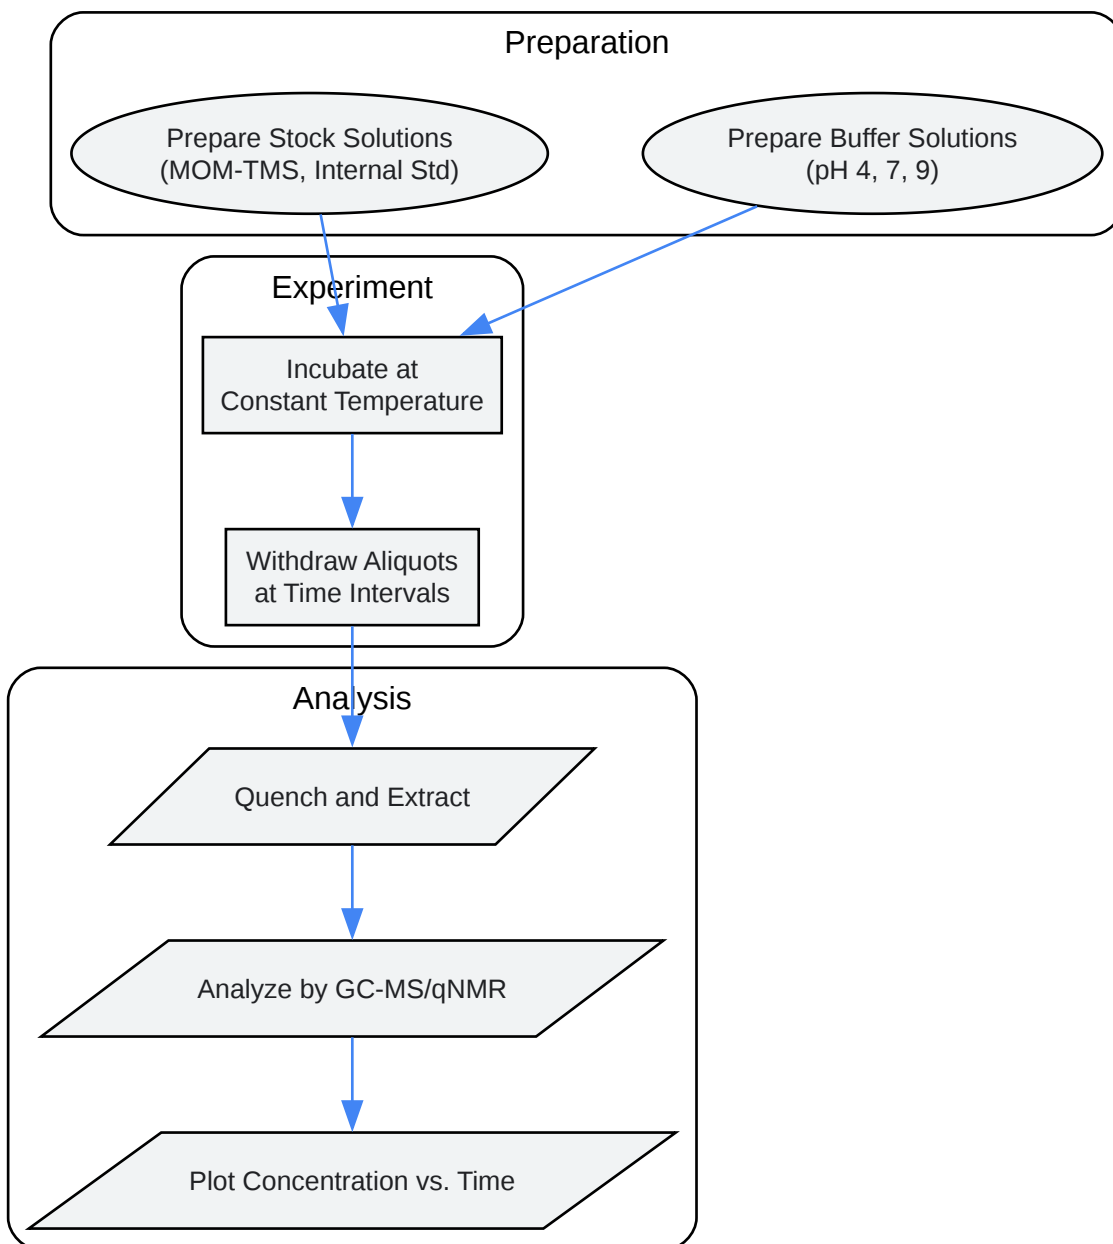 Preparation
Prepare Stock Solutions
(MOM-TMS, Internal Std)
Prepare Buffer Solutions
(pH 4, 7, 9)
Experiment
Incubate at
Constant Temperature
Withdraw Aliquots
at Time Intervals
Analysis
Quench and Extract
Analyze by GC-MS/qNMR
Plot Concentration vs. Time